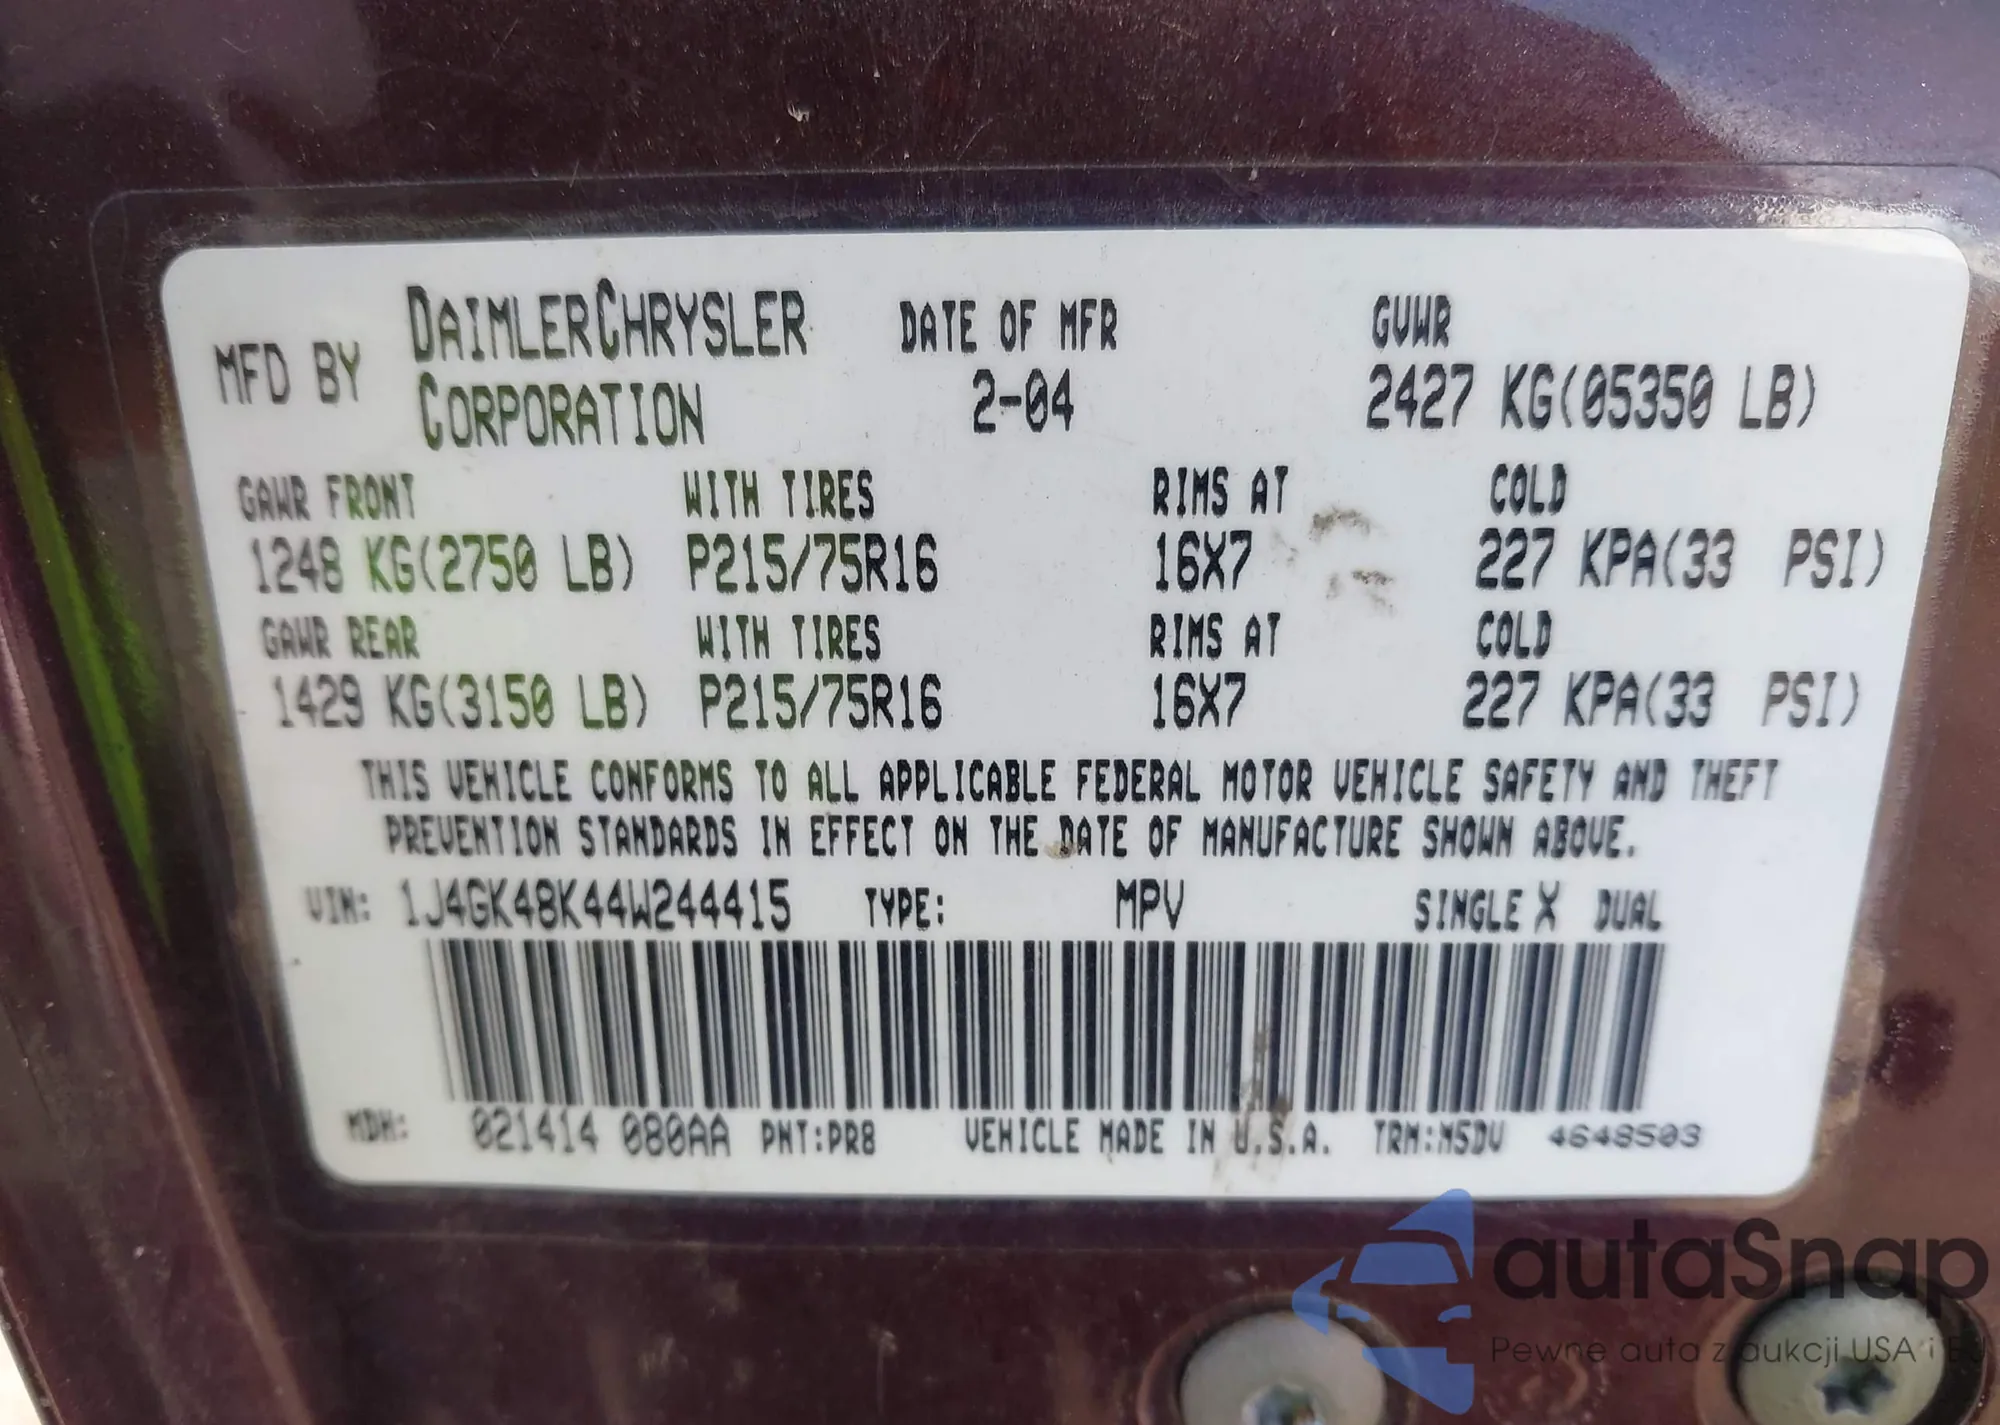 MFD BY DAIMLERCHRYSLER CORPORATION DATE OF MFR 2-04 GVWR 2427 KG(05350 LB)
GAWR FRONT WITH TIRES RIMS AT COLD
1248 KG(2750 LB) P215/75R16 16X7 227 KPA(33 PSI)
GAWR REAR WITH TIRES RIMS AT COLD
1429 KG(3150 LB) P215/75R16 16X7 227 KPA(33 PSI)
THIS VEHICLE CONFORMS TO ALL APPLICABLE FEDERAL MOTOR VEHICLE SAFETY AND THEFT
PREVENTION STANDARDS IN EFFECT ON THE DATE OF MANUFACTURE SHOWN ABOVE.
VIN: 1J4GK48K44W244415 TYPE: MPV SINGLE X DUAL
MDH: 021414 080AA PNT:PR8 VEHICLE MADE IN U.S.A. TRM:M5DV 4648503
autaSnap
Pewne auta z aukcji USA i EU